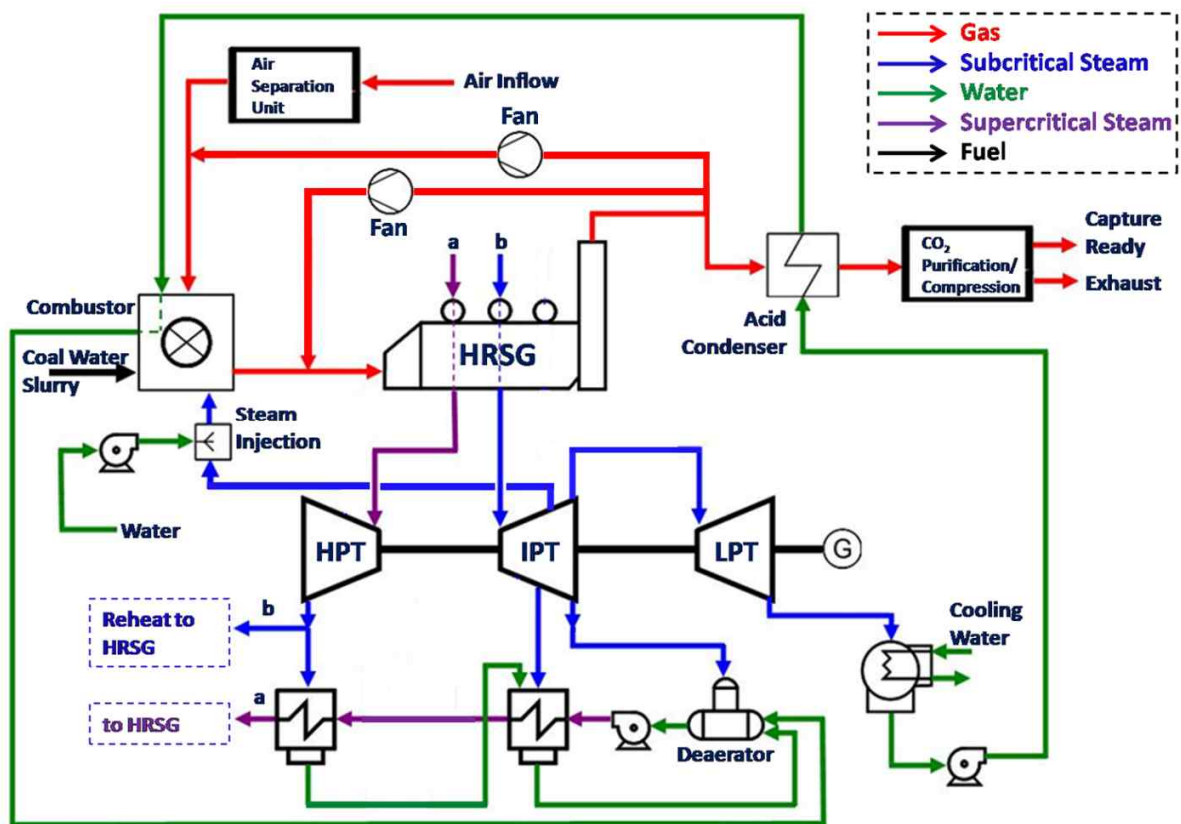 Gas
Subcritical Steam
Water
Supercritical Steam
Fuel
Air
Separation
Unit
Air Inflow
Fan
Fan
a
b
CO2
Purification/
Compression
Capture
Ready
Exhaust
Combustor
Coal Water
Slurry
HRSG
Acid
Condenser
Steam
Injection
Water
HPT
IPT
LPT
G
b
Reheat to
HRSG
Cooling
Water
a
to HRSG
Deaerator